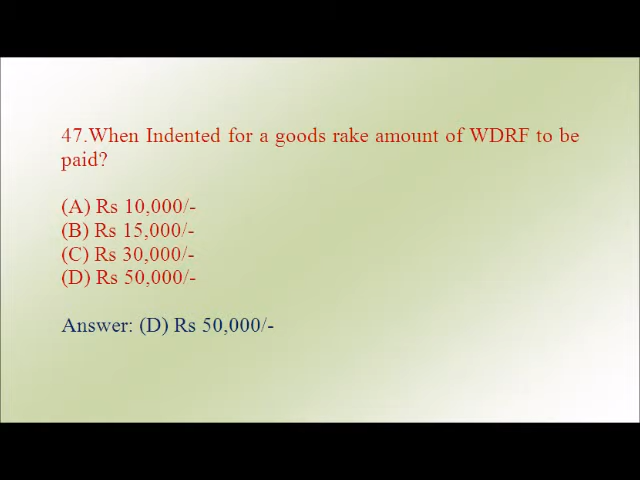 47.When Indented for a goods rake amount of WDRF to be
paid?
(A) Rs 10,000/-
(B) Rs 15,000/-
(C) Rs 30,000/-
(D) Rs 50,000/-
Answer: (D) Rs 50,000/-